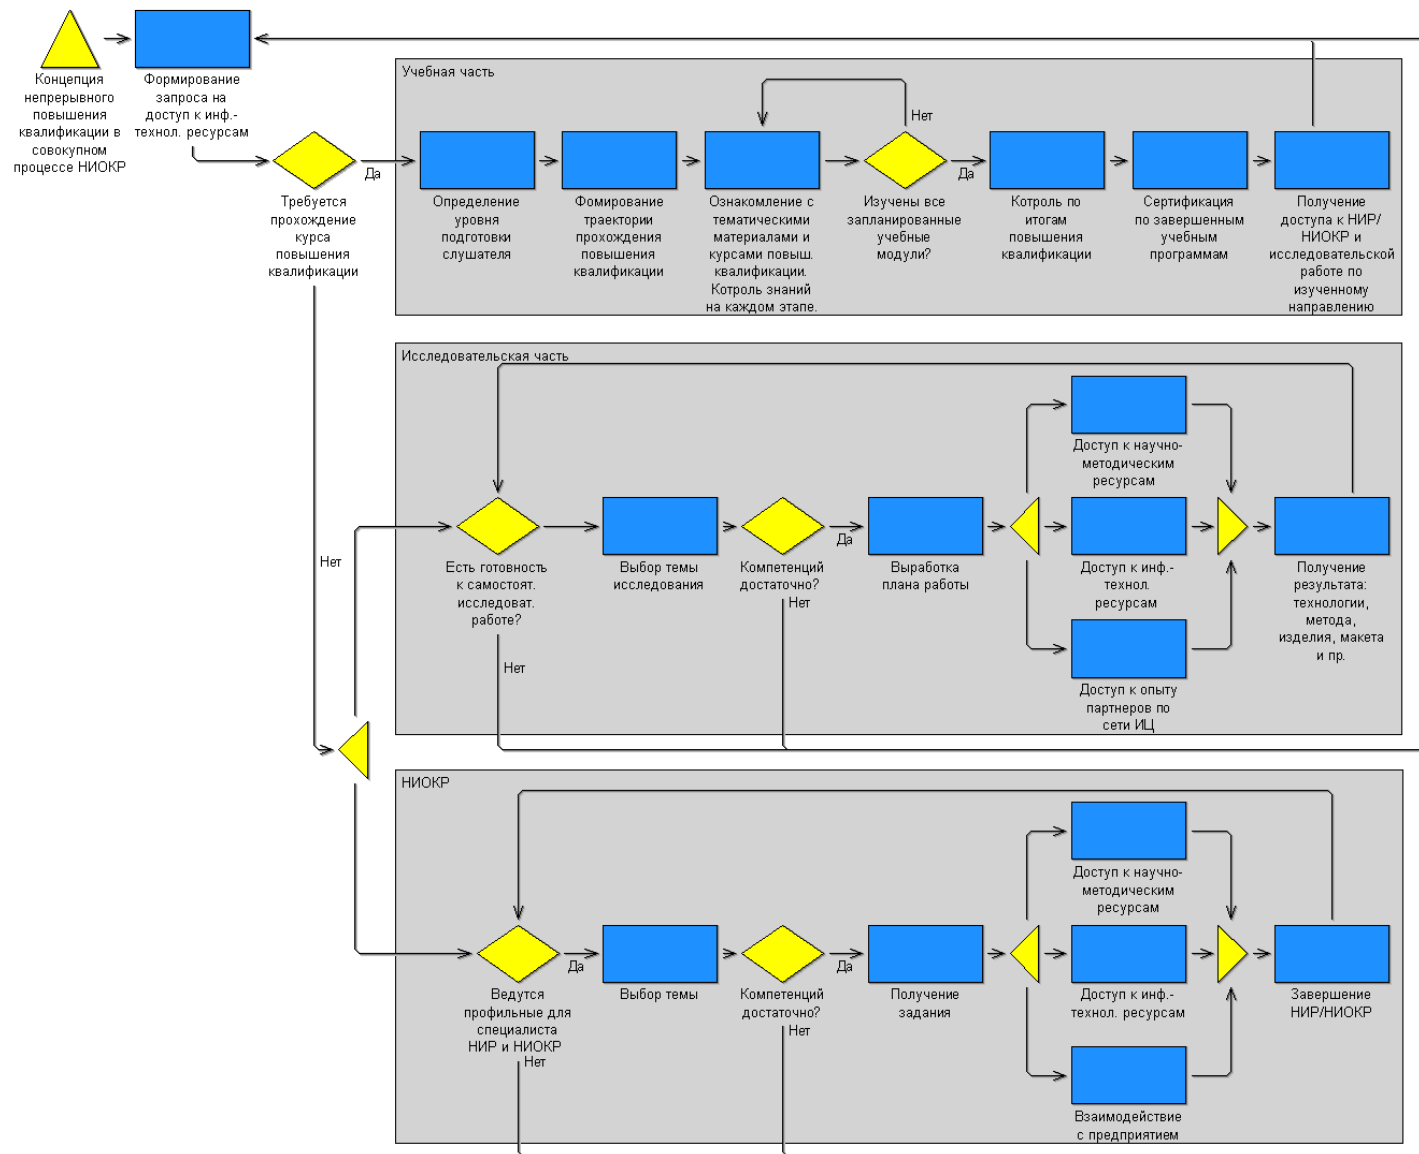 Концепция
непрерывного
повышения
квалификации в
совокупном
процессе НИОКР
Формирование
запроса на
доступ к инф.-
технол. ресурсам
Требуется
прохождение
курса
повышения
квалификации
Да
Нет
Учебная часть
Определение
уровня
подготовки
слушателя
Фомирование
траектории
прохождения
повышения
квалификации
Ознакомление с
тематическими
материалами и
курсами повыш.
квалификации.
Котроль знаний
на каждом этапе.
Нет
Изучены все
запланированные
учебные
модули?
Да
Котроль по
итогам
повышения
квалификации
Сертификация
по завершенным
учебным
программам
Получение
доступа к НИР/
НИОКР и
исследовательской
работе по
изученному
направлению
Исследовательская часть
Есть готовность
к самостоят.
исследоват.
работе?
Нет
Выбор темы
исследования
Компетенций
достаточно?
Нет
Да
Выработка
плана работы
Доступ к научно-
методическим
ресурсам
Доступ к инф.-
технол.
ресурсам
Доступ к опыту
партнеров по
сети ИЦ
Получение
результата:
технологии,
метода,
изделия, макета
и пр.
НИОКР
Ведутся
профильные для
специалиста
НИР и НИОКР
Нет
Да
Выбор темы
Компетенций
достаточно?
Нет
Да
Получение
задания
Доступ к научно-
методическим
ресурсам
Доступ к инф.-
технол. ресурсам
Взаимодействие
с предприятием
Завершение
НИР/НИОКР